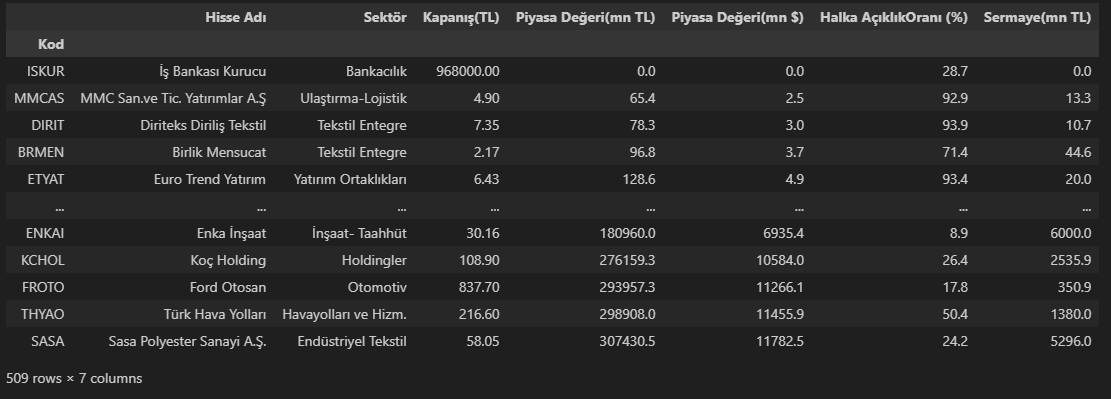 Hisse Adı Sektör Kapanış(TL) Piyasa Değeri(mn TL) Piyasa Değeri(mn $) Halka AçıklıkOranı (%) Sermaye(mn TL)
Kod
ISKUR İş Bankası Kurucu Bankacılık 968000.00 0.0 0.0 28.7 0.0
MMCAS MMC San.ve Tic. Yatırımlar A.Ş Ulaştırma-Lojistik 4.90 65.4 2.5 92.9 13.3
DIRIT Diriteks Diriliş Tekstil Tekstil Entegre 7.35 78.3 3.0 93.9 10.7
BRMEN Birlik Mensucat Tekstil Entegre 2.17 96.8 3.7 71.4 44.6
ETYAT Euro Trend Yatırım Yatırım Ortaklıkları 6.43 128.6 4.9 93.4 20.0
... ... ... ... ... ... ... ...
ENKAI Enka İnşaat İnşaat- Taahhüt 30.16 180960.0 6935.4 8.9 6000.0
KCHOL Koç Holding Holdingler 108.90 276159.3 10584.0 26.4 2535.9
FROTO Ford Otosan Otomotiv 837.70 293957.3 11266.1 17.8 350.9
THYAO Türk Hava Yolları Havayolları ve Hizm. 216.60 298908.0 11455.9 50.4 1380.0
SASA Sasa Polyester Sanayi A.Ş. Endüstriyel Tekstil 58.05 307430.5 11782.5 24.2 5296.0
509 rows × 7 columns